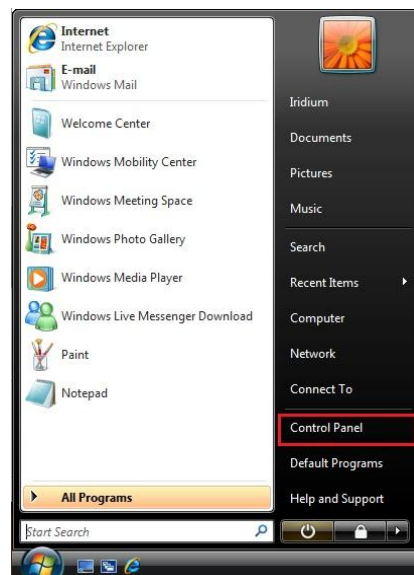 Internet
Internet Explorer
E-mail
Windows Mail
Welcome Center
Windows Mobility Center
Windows Meeting Space
Windows Photo Gallery
Windows Media Player
Windows Live Messenger Download
Paint
Notepad
All Programs
Start Search
Iridium
Documents
Pictures
Music
Search
Recent Items
Computer
Network
Connect To
Control Panel
Default Programs
Help and Support